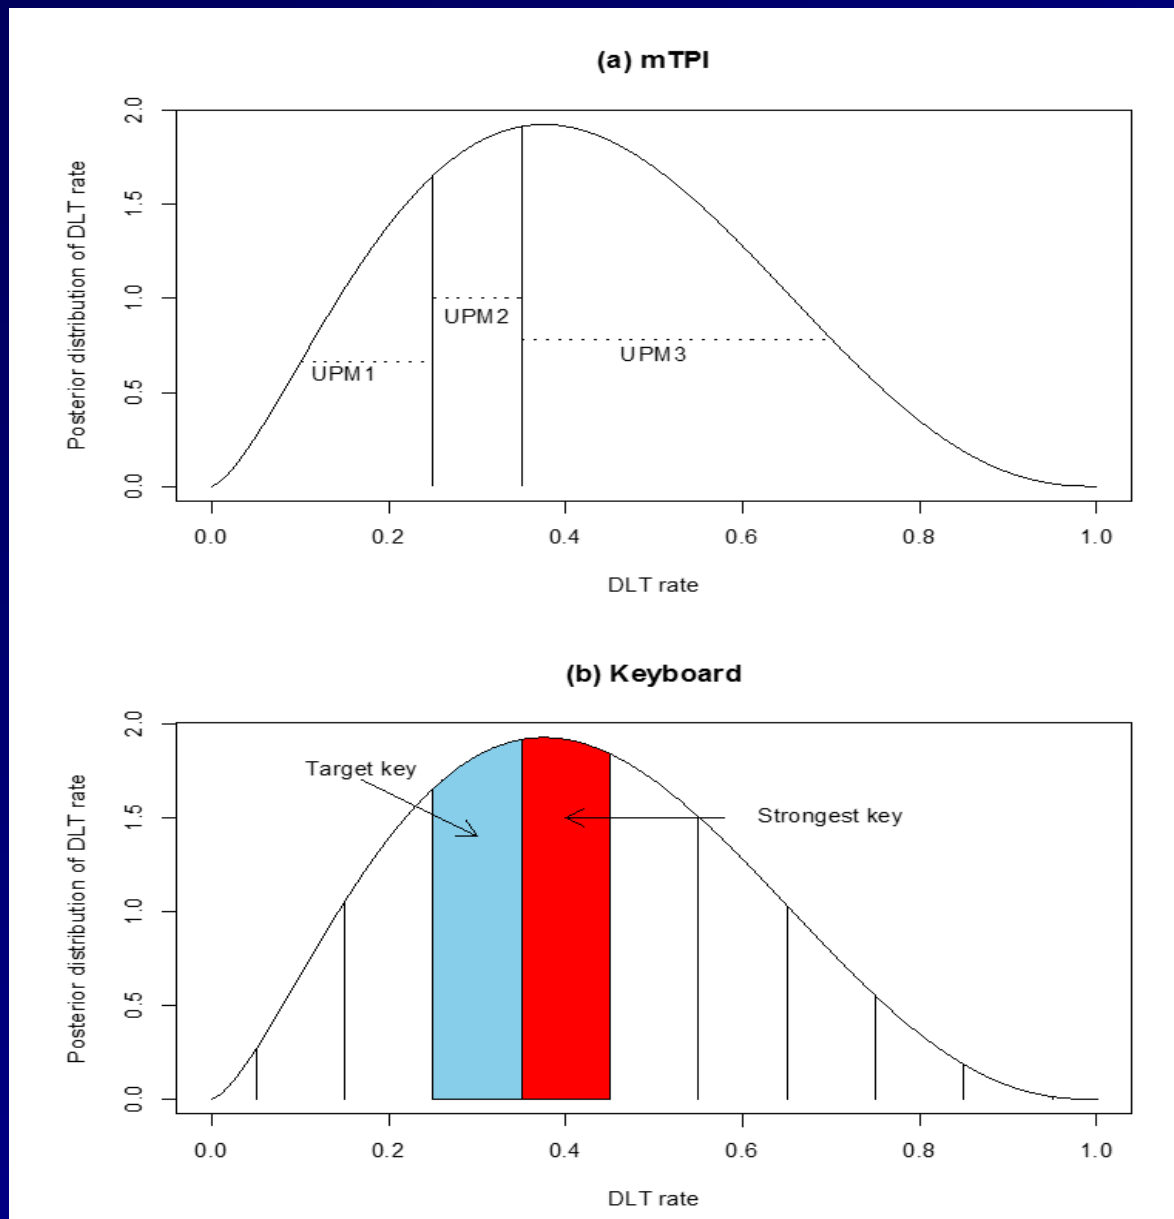 (a) mTPI
Posterior distribution of DLT rate
2.0
1.5
1.0
0.5
0.0
UPM1
UPM2
UPM3
0.0 0.2 0.4 0.6 0.8 1.0
DLT rate
(b) Keyboard
Posterior distribution of DLT rate
2.0
1.5
1.0
0.5
0.0
Target key
Strongest key
0.0 0.2 0.4 0.6 0.8 1.0
DLT rate